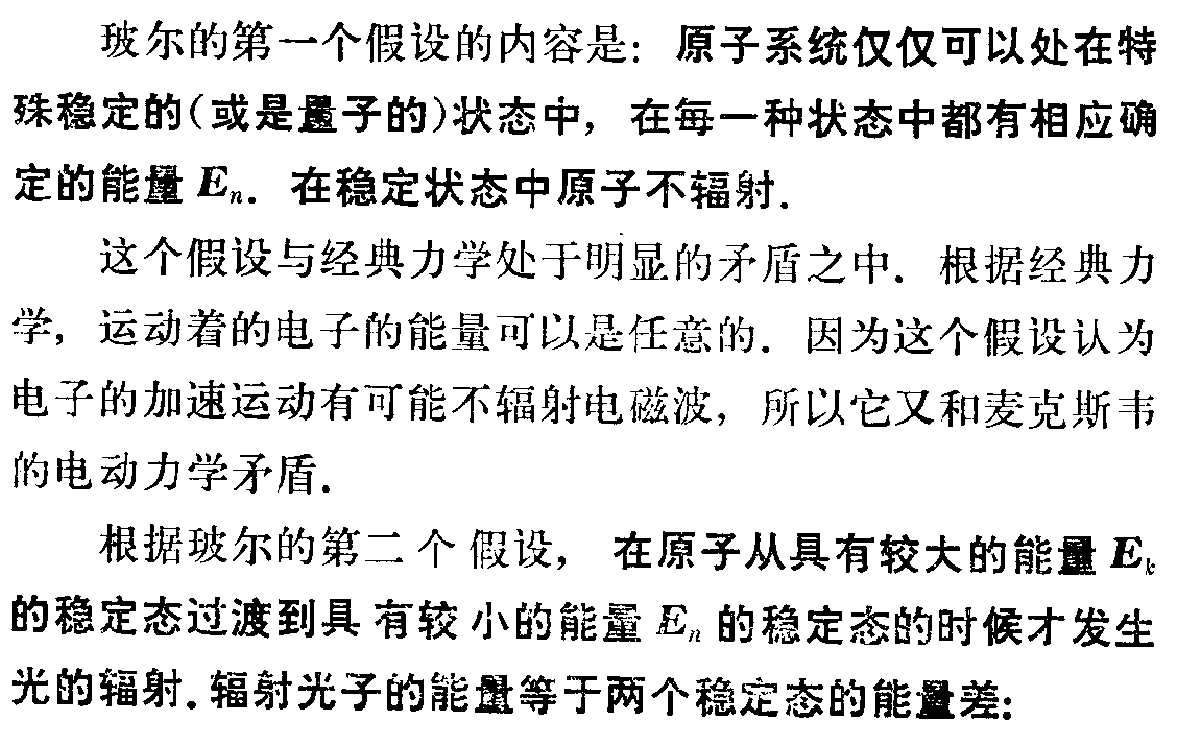 玻尔的第一个假设的内容是：原子系统仅仅可以处在特
殊稳定的(或是量子的)状态中，在每一种状态中都有相应确
定的能量 Eₙ．在稳定状态中原子不辐射．
这个假设与经典力学处于明显的矛盾之中．根据经典力
学，运动着的电子的能量可以是任意的．因为这个假设认为
电子的加速运动有可能不辐射电磁波，所以它又和麦克斯韦
的电动力学矛盾．
根据玻尔的第二个假设，在原子从具有较大的能量 Eₖ
的稳定态过渡到具有较小的能量 Eₙ 的稳定态的时候才发生
光的辐射．辐射光子的能量等于两个稳定态的能量差：